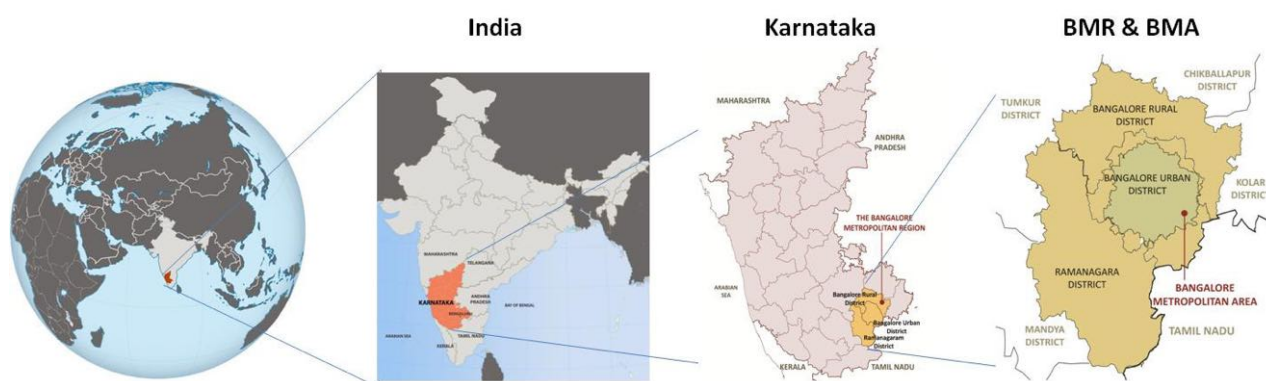 India
Karnataka
BMR & BMA
MAHARASHTRA
TELANGANA
KARNATAKA
ANDHRA
PRADESH
BENGALURU
BAY OF BENGAL
ARABIAN SEA
TAMIL NADU
KERALA
MAHARASHTRA
ANDHRA
PRADESH
THE BANGALORE
METROPOLITAN REGION
ARABIAN
SEA
Bangalore Rural
District
Bangalore Urban
District
Ramanagaram
District
KERALA
TAMIL NADU
CHIKBALLAPUR
DISTRICT
TUMKUR
DISTRICT
BANGALORE RURAL
DISTRICT
BANGALORE URBAN
DISTRICT
KOLAR
DISTRICT
RAMANAGARA
DISTRICT
BANGALORE
METROPOLITAN AREA
MANDYA
DISTRICT
TAMIL NADU